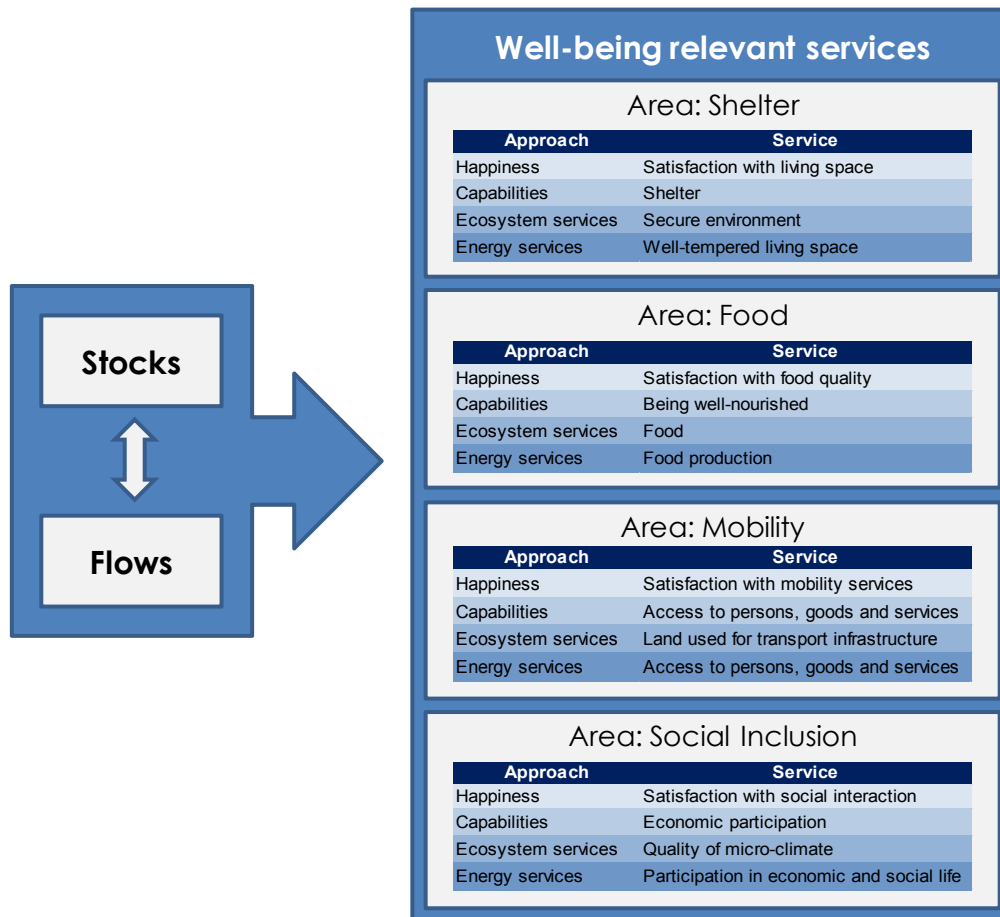 Well-being relevant services
Area: Shelter
Approach Service
Happiness Satisfaction with living space
Capabilities Shelter
Ecosystem services Secure environment
Energy services Well-tempered living space
Stocks
Flows
Area: Food
Approach Service
Happiness Satisfaction with food quality
Capabilities Being well-nourished
Ecosystem services Food
Energy services Food production
Area: Mobility
Approach Service
Happiness Satisfaction with mobility services
Capabilities Access to persons, goods and services
Ecosystem services Land used for transport infrastructure
Energy services Access to persons, goods and services
Area: Social Inclusion
Approach Service
Happiness Satisfaction with social interaction
Capabilities Economic participation
Ecosystem services Quality of micro-climate
Energy services Participation in economic and social life